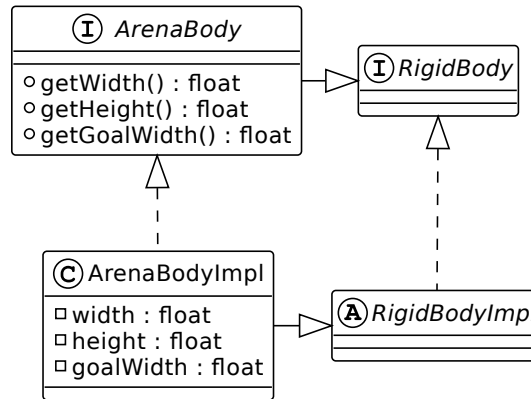 I ArenaBody
getWidth() : float
getHeight() : float
getGoalWidth() : float
I RigidBody
C ArenaBodyImpl
width : float
height : float
goalWidth : float
A RigidBodyImp